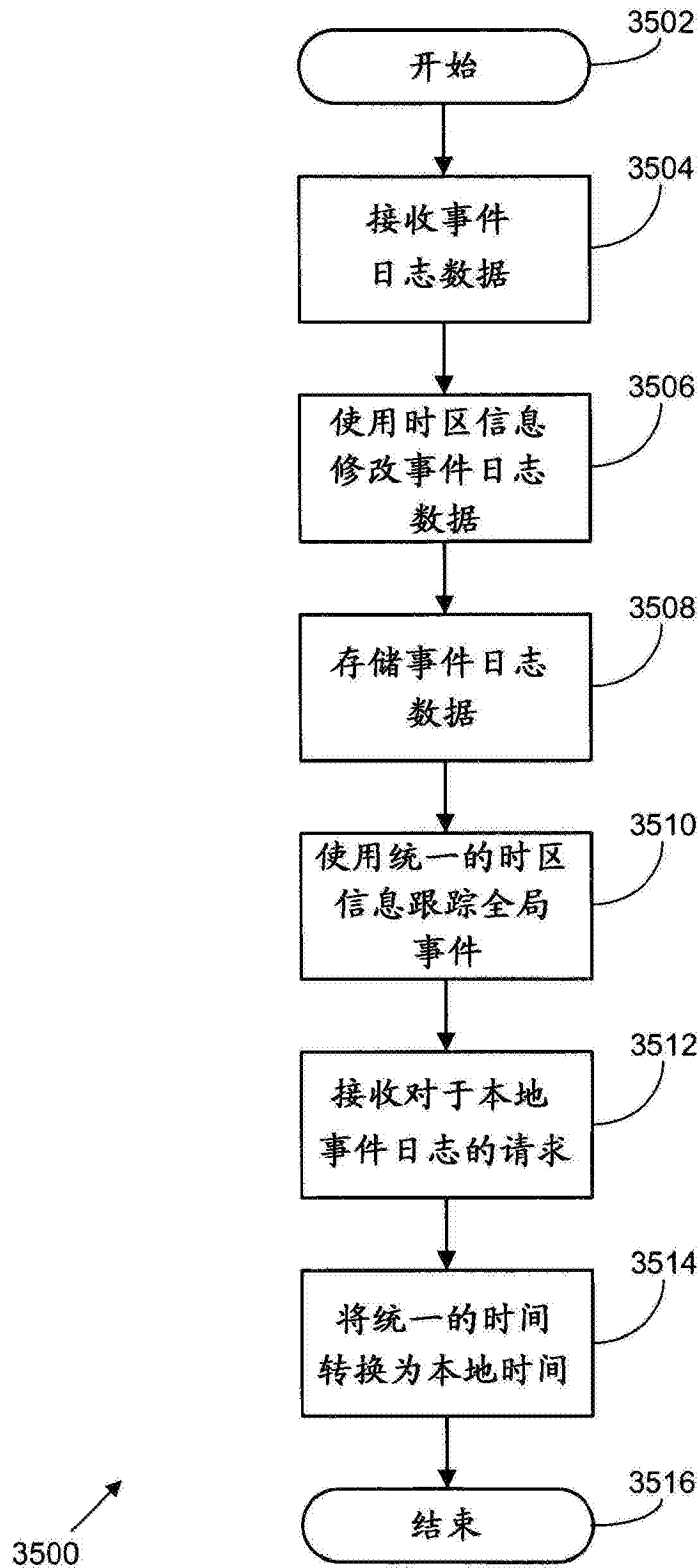 3502
开始
3504
接收事件
日志数据
3506
使用时区信息
修改事件日志
数据
3508
存储事件日志
数据
3510
使用统一的时区
信息跟踪全局
事件
3512
接收对于本地
事件日志的请求
3514
将统一的时间
转换为本地时间
3516
结束
3500